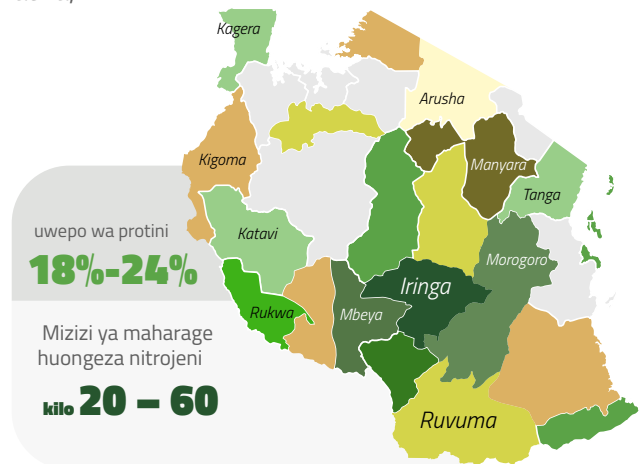 Kagera
Arusha
Kigoma
Manyara
Tanga
uwepo wa protini
18%-24%
Katavi
Morogoro
Iringa
Rukwa
Mbeya
Mizizi ya maharage
huongeza nitrojeni
kilo 20 – 60
Ruvuma